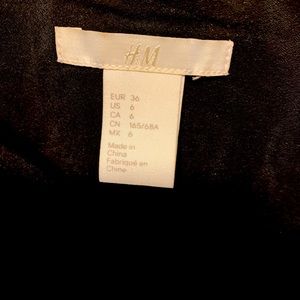 H&M
EUR 36
US 6
CA 6
CN 165/68A
MX 6
Made in
China
Fabriqué en
Chine